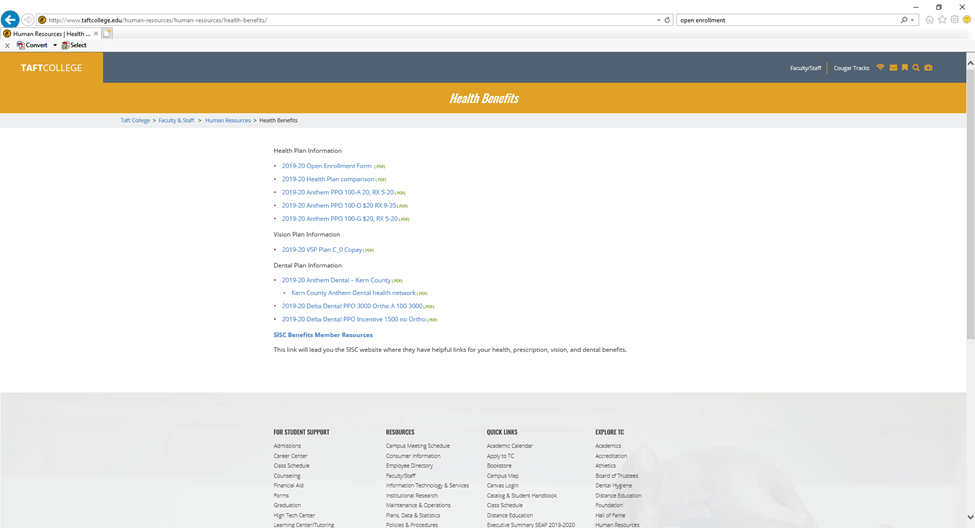 http://www.taftcollege.edu/human-resources/human-resources/health-benefits/
open enrollment
Human Resources | Health ...
Convert
Select
TAFTCOLLEGE
Faculty/Staff
Cougar Tracks
Health Benefits
Taft College > Faculty & Staff > Human Resources > Health Benefits
Health Plan Information
• 2019-20 Open Enrollment Form (.PDF)
• 2019-20 Health Plan comparison (.PDF)
• 2019-20 Anthem PPO 100-A 20, RX 5-20 (.PDF)
• 2019-20 Anthem PPO 100-D $20 RX 9-35 (.PDF)
• 2019-20 Anthem PPO 100-G $20, RX 5-20 (.PDF)
Vision Plan Information
• 2019-20 VSP Plan C_0 Copay (.PDF)
Dental Plan Information
• 2019-20 Anthem Dental – Kern County (.PDF)
◦ Kern County Anthem Dental health network (.PDF)
• 2019-20 Delta Dental PPO 3000 Ortho A 100 3000 (.PDF)
• 2019-20 Delta Dental PPO Incentive 1500 no Ortho (.PDF)
SISC Benefits Member Resources
This link will lead you the SISC website where they have helpful links for your health, prescription, vision, and dental benefits.
FOR STUDENT SUPPORT
Admissions
Career Center
Class Schedule
Counseling
Financial Aid
Forms
Graduation
High Tech Center
Learning Center/Tutoring
RESOURCES
Campus Meeting Schedule
Consumer Information
Employee Directory
Faculty/Staff
Information Technology & Services
Institutional Research
Maintenance & Operations
Plans, Data & Statistics
Policies & Procedures
QUICK LINKS
Academic Calendar
Apply to TC
Bookstore
Campus Map
Canvas Login
Catalog & Student Handbook
Class Schedule
Distance Education
Executive Summary SEAP 2019-2020
EXPLORE TC
Academics
Accreditation
Athletics
Board of Trustees
Dental Hygiene
Distance Education
Foundation
Hall of Fame
Human Resources